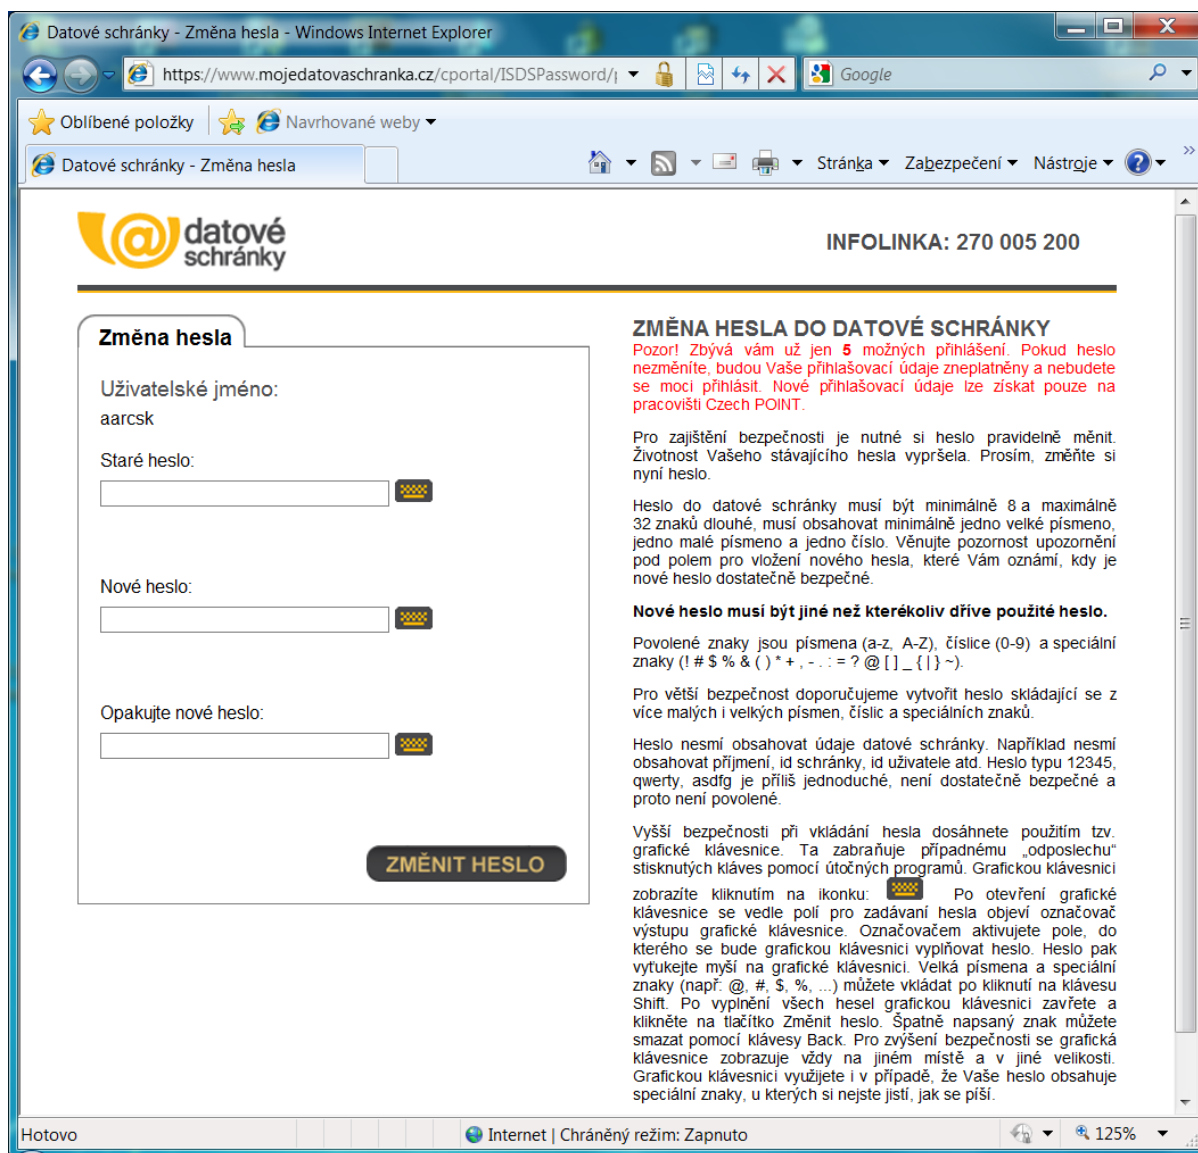 Datové schránky - Změna hesla - Windows Internet Explorer
https://www.mojedatovaschranka.cz/cportal/ISDSPassword/
Google
Oblíbené položky
Navrhované weby
Datové schránky - Změna hesla
Stránka
Zabezpečení
Nástroje
»
datové
schránky
INFOLINKA: 270 005 200
Změna hesla
Uživatelské jméno:
aarcsk
Staré heslo:
Nové heslo:
Opakujte nové heslo:
ZMĚNIT HESLO
ZMĚNA HESLA DO DATOVÉ SCHRÁNKY
Pozor! Zbývá vám už jen 5 možných přihlášení. Pokud heslo
nezměníte, budou Vaše přihlašovací údaje zneplatněny a nebudete
se moci přihlásit. Nové přihlašovací údaje lze získat pouze na
pracovišti Czech POINT.
Pro zajištění bezpečnosti je nutné si heslo pravidelně měnit.
Životnost Vašeho stávajícího hesla vypršela. Prosím, změňte si
nyní heslo.
Heslo do datové schránky musí být minimálně 8 a maximálně
32 znaků dlouhé, musí obsahovat minimálně jedno velké písmeno,
jedno malé písmeno a jedno číslo. Věnujte pozornost upozornění
pod polem pro vložení nového hesla, které Vám oznámí, kdy je
nové heslo dostatečně bezpečné.
Nové heslo musí být jiné než kterékoliv dříve použité heslo.
Povolené znaky jsou písmena (a-z, A-Z), číslice (0-9) a speciální
znaky (! # $ % & ( ) * + , - . : = ? @ [ ] _ { | } ~).
Pro větší bezpečnost doporučujeme vytvořit heslo skládající se z
více malých i velkých písmen, číslic a speciálních znaků.
Heslo nesmí obsahovat údaje datové schránky. Například nesmí
obsahovat příjmení, id schránky, id uživatele atd. Heslo typu 12345,
qwerty, asdfg je příliš jednoduché, není dostatečně bezpečné a
proto není povolené.
Vyšší bezpečnosti při vkládání hesla dosáhnete použitím tzv.
grafické klávesnice. Ta zabraňuje případnému „odposlechu“
stisknutých kláves pomocí útočných programů. Grafickou klávesnici
zobrazíte kliknutím na ikonku: Po otevření grafické
klávesnice se vedle polí pro zadávaní hesla objeví označovač
výstupu grafické klávesnice. Označovačem aktivujete pole, do
kterého se bude grafickou klávesnici vyplňovat heslo. Heslo pak
vyťukejte myší na grafické klávesnici. Velká písmena a speciální
znaky (např: @, #, $, %, ...) můžete vkládat po kliknutí na klávesu
Shift. Po vyplnění všech hesel grafickou klávesnici zavřete a
klikněte na tlačítko Změnit heslo. Špatně napsaný znak můžete
smazat pomocí klávesy Back. Pro zvýšení bezpečnosti se grafická
klávesnice zobrazuje vždy na jiném místě a v jiné velikosti.
Grafickou klávesnici využijete i v případě, že Vaše heslo obsahuje
speciální znaky, u kterých si nejste jistí, jak se píší.
Hotovo
Internet | Chráněný režim: Zapnuto
125%